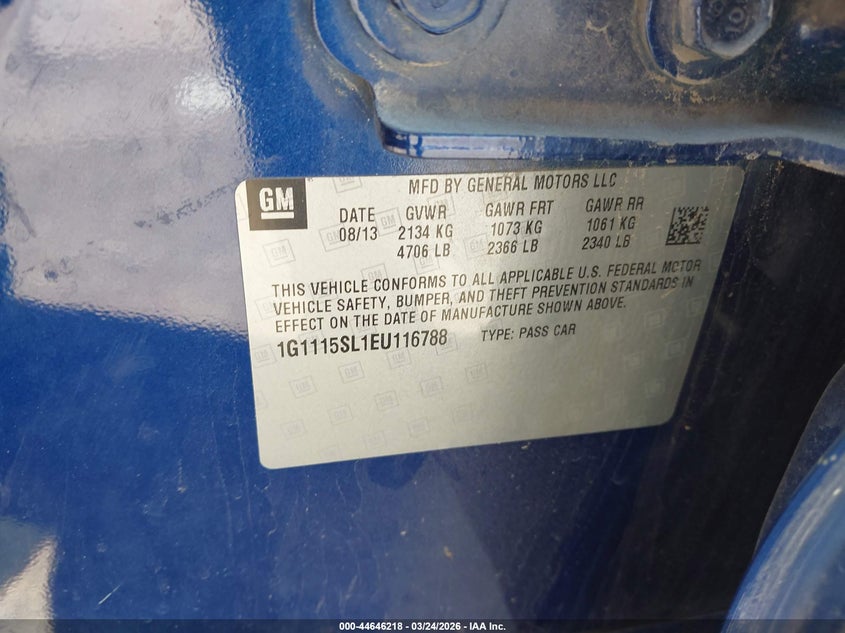 GM
MFD BY GENERAL MOTORS LLC
DATE GVWR GAWR FRT GAWR RR
08/13 2134 KG 1073 KG 1061 KG
4706 LB 2366 LB 2340 LB
THIS VEHICLE CONFORMS TO ALL APPLICABLE U.S. FEDERAL MOTOR
VEHICLE SAFETY, BUMPER, AND THEFT PREVENTION STANDARDS IN
EFFECT ON THE DATE OF MANUFACTURE SHOWN ABOVE.
1G1115SL1EU116788 TYPE: PASS CAR
000-44646218 - 03/24/2026 - IAA Inc.